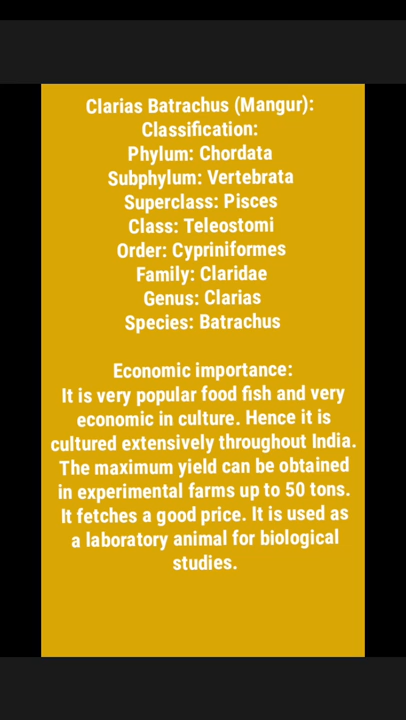 Clarias Batrachus (Mangur):
Classification:
Phylum: Chordata
Subphylum: Vertebrata
Superclass: Pisces
Class: Teleostomi
Order: Cypriniformes
Family: Claridae
Genus: Clarias
Species: Batrachus
Economic importance:
It is very popular food fish and very
economic in culture. Hence it is
cultured extensively throughout India.
The maximum yield can be obtained
in experimental farms up to 50 tons.
It fetches a good price. It is used as
a laboratory animal for biological
studies.